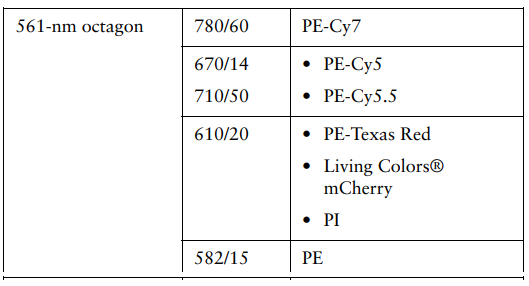 561-nm octagon 780/60 PE-Cy7
670/14 • PE-Cy5
710/50 • PE-Cy5.5
610/20 • PE-Texas Red
• Living Colors®
mCherry
• PI
582/15 PE